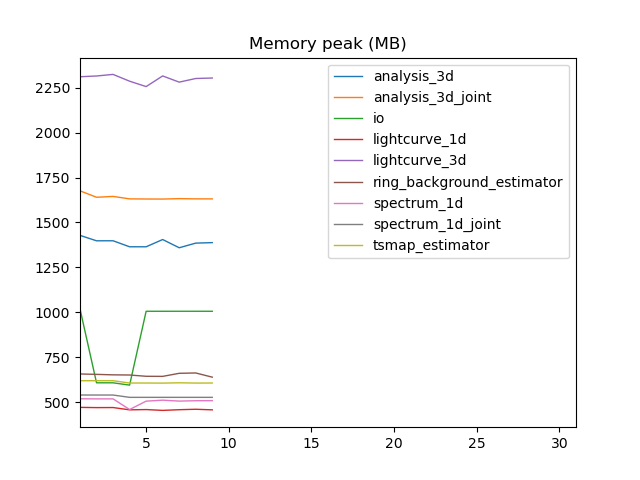 Memory peak (MB)
analysis_3d
analysis_3d_joint
io
lightcurve_1d
lightcurve_3d
ring_background_estimator
spectrum_1d
spectrum_1d_joint
tsmap_estimator
2250
2000
1750
1500
1250
1000
750
500
5 10 15 20 25 30